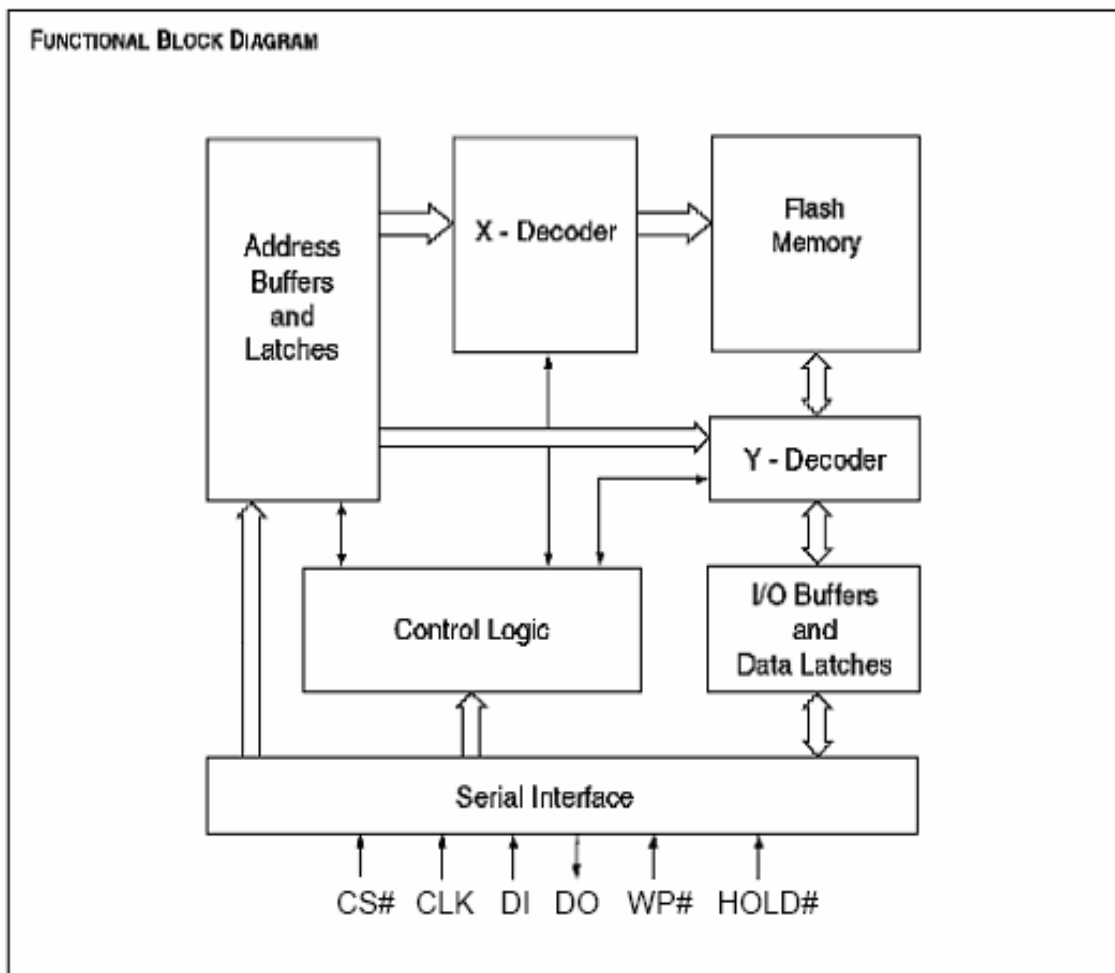 FUNCTIONAL BLOCK DIAGRAM
Address
Buffers
and
Latches
X - Decoder
Flash
Memory
Y - Decoder
Control Logic
I/O Buffers
and
Data Latches
Serial Interface
CS# CLK DI DO WP# HOLD#